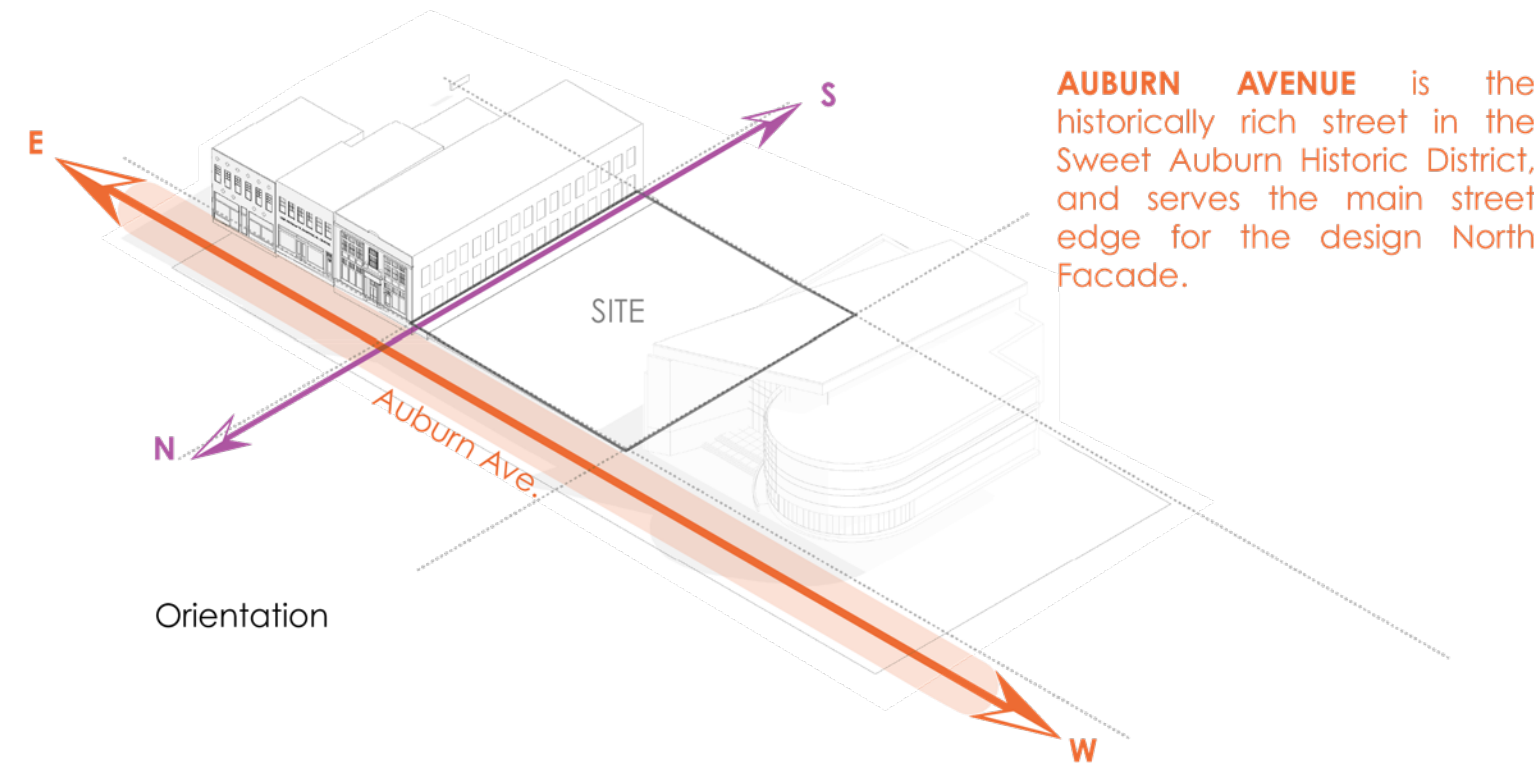 AUBURN AVENUE is the
historically rich street in the
Sweet Auburn Historic District,
and serves the main street
edge for the design North
Facade.
S
E
SITE
N
Auburn Ave.
Orientation
W